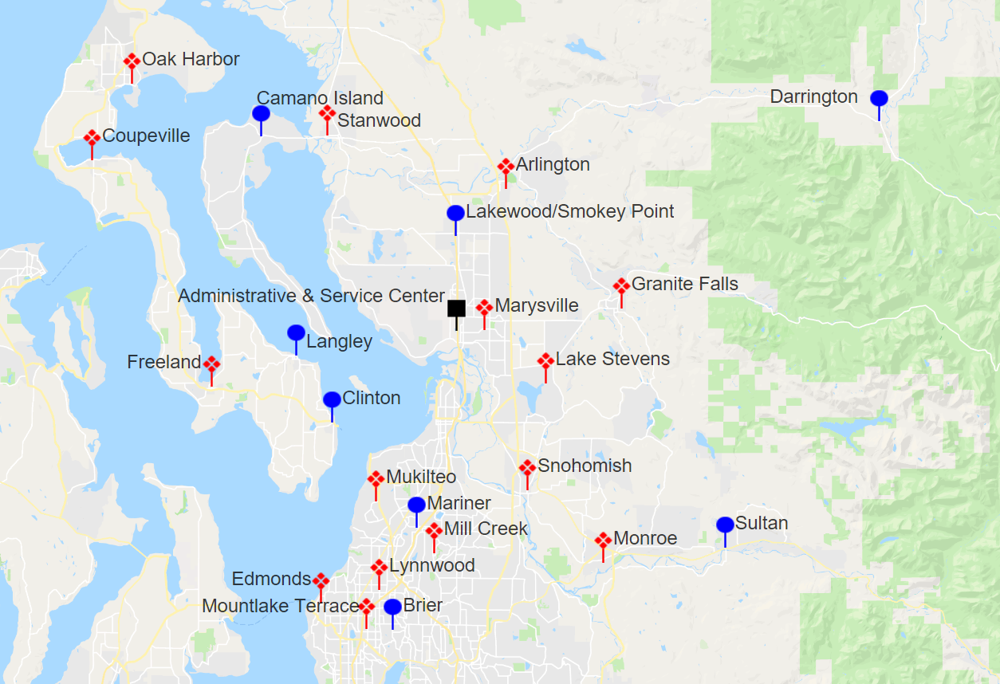 Oak Harbor
Camano Island
Darrington
Stanwood
Coupeville
Arlington
Lakewood/Smokey Point
Granite Falls
Administrative & Service Center
Marysville
Langley
Freeland
Lake Stevens
Clinton
Snohomish
Mukilteo
Mariner
Sultan
Mill Creek
Monroe
Lynnwood
Edmonds
Mountlake Terrace
Brier